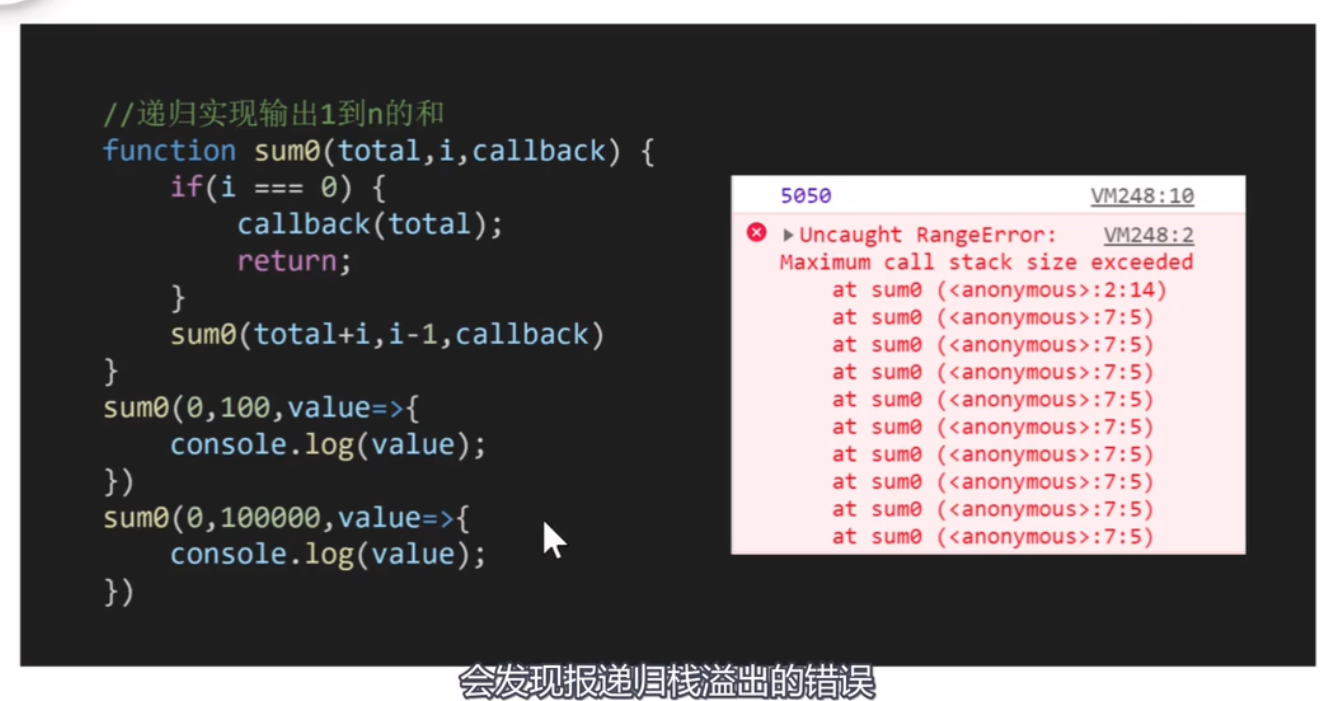 //递归实现输出1到n的和
function sum0(total,i,callback) {
    if(i === 0) {
        callback(total);
        return;
    }
    sum0(total+i,i-1,callback)
}
sum0(0,100,value=>{
    console.log(value);
})
sum0(0,100000,value=>{
    console.log(value);
})
5050 VM248:10
Uncaught RangeError: VM248:2
Maximum call stack size exceeded
    at sum0 (<anonymous>:2:14)
    at sum0 (<anonymous>:7:5)
    at sum0 (<anonymous>:7:5)
    at sum0 (<anonymous>:7:5)
    at sum0 (<anonymous>:7:5)
    at sum0 (<anonymous>:7:5)
    at sum0 (<anonymous>:7:5)
    at sum0 (<anonymous>:7:5)
    at sum0 (<anonymous>:7:5)
    at sum0 (<anonymous>:7:5)
会发现报递归栈溢出的错误